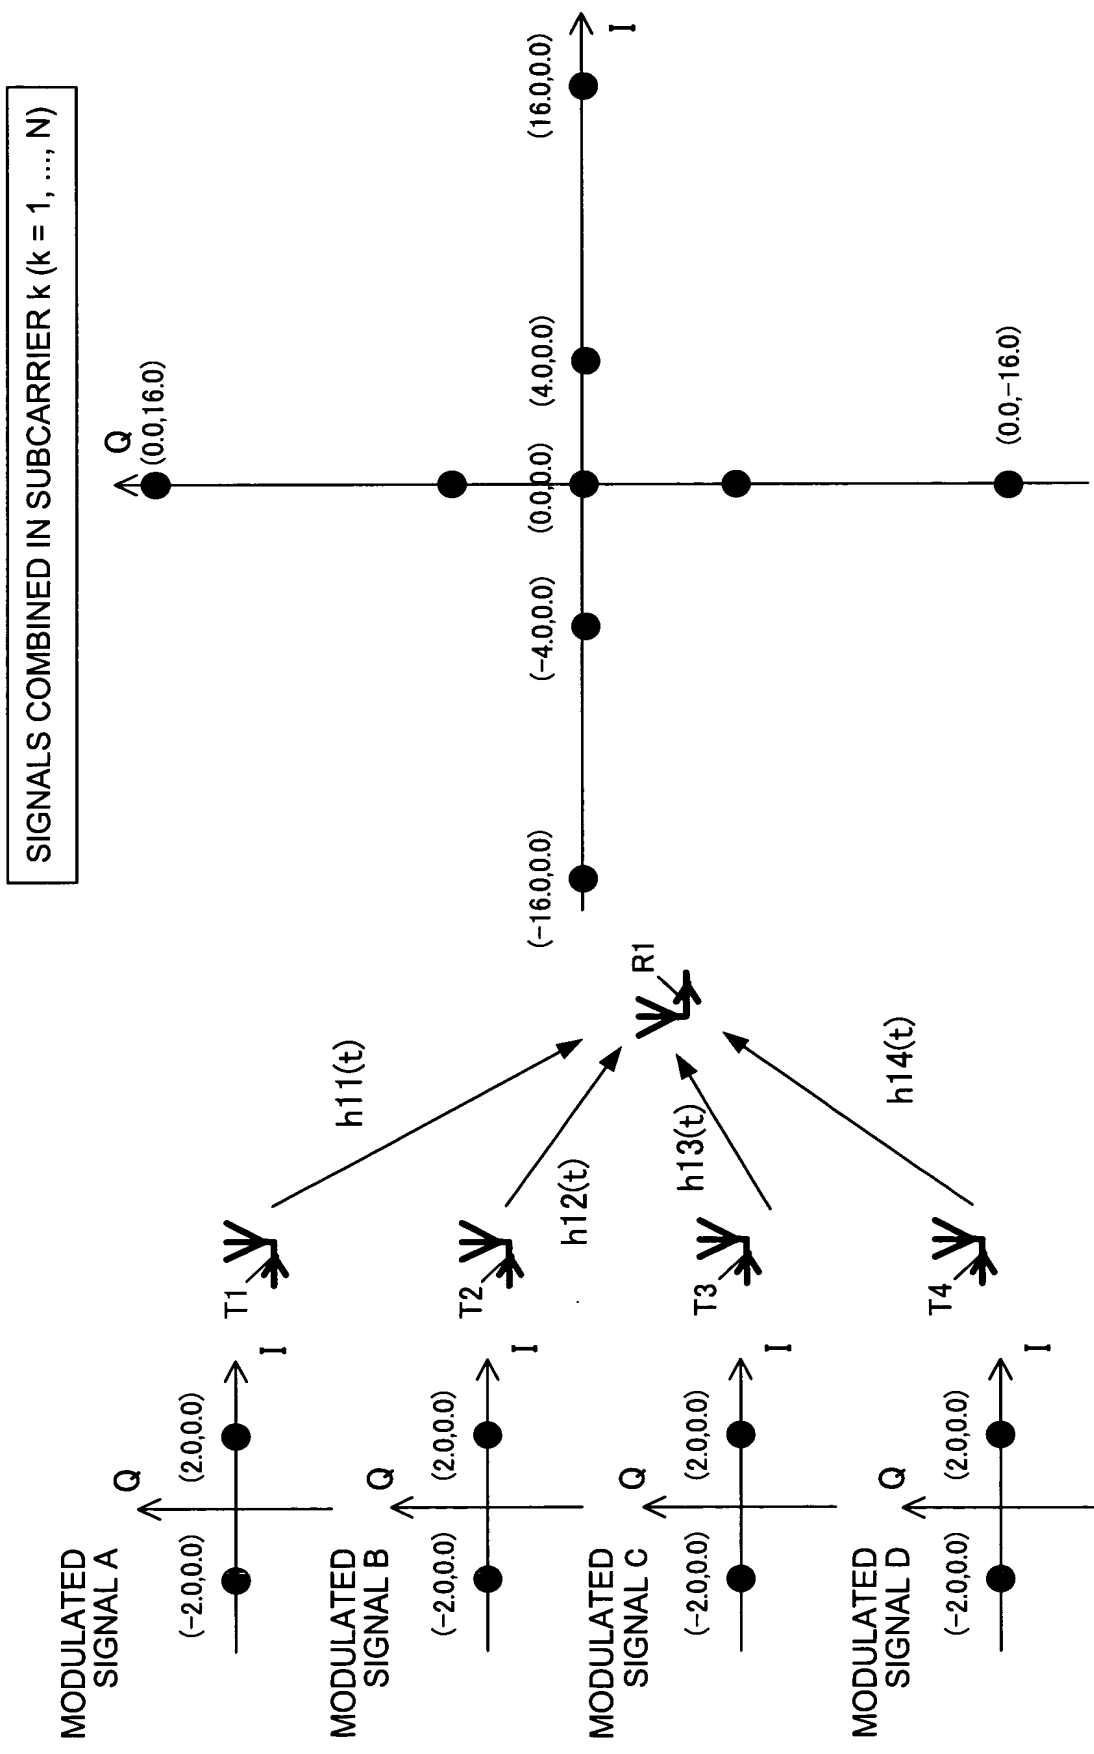 SIGNALS COMBINED IN SUBCARRIER k (k = 1, ..., N)
MODULATED
SIGNAL A
Q
(−2.0,0.0)
(2.0,0.0)
I
T1
h11(t)
MODULATED
SIGNAL B
Q
(−2.0,0.0)
(2.0,0.0)
I
T2
h12(t)
MODULATED
SIGNAL C
Q
(−2.0,0.0)
(2.0,0.0)
I
T3
h13(t)
MODULATED
SIGNAL D
Q
(−2.0,0.0)
(2.0,0.0)
I
T4
h14(t)
R1
Q
(0.0,16.0)
(−16.0,0.0)
(−4.0,0.0)
(0.0,0.0)
(4.0,0.0)
(16.0,0.0)
I
(0.0,−16.0)